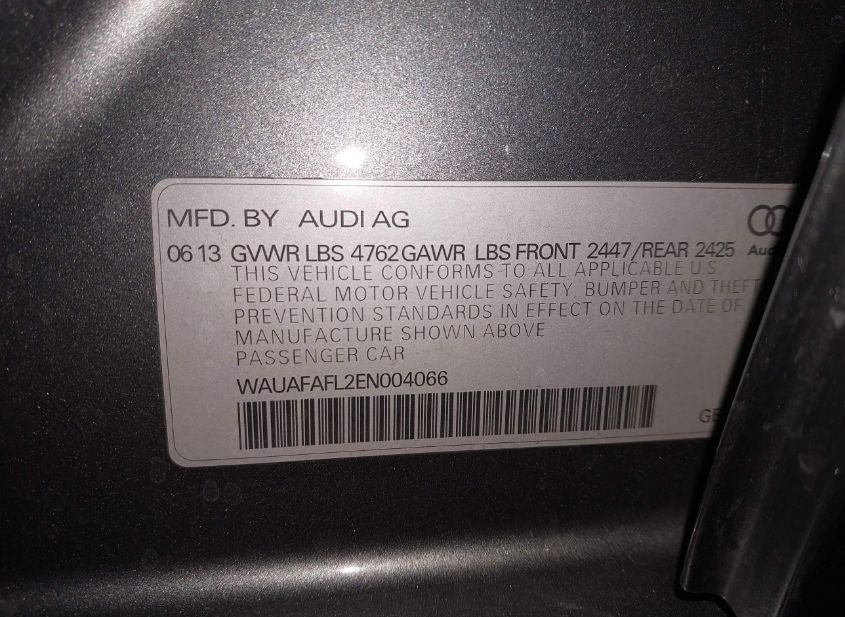 MFD. BY AUDI AG
06 13 GVWR LBS 4762 GAWR LBS FRONT 2447/REAR 2425
THIS VEHICLE CONFORMS TO ALL APPLICABLE U S
FEDERAL MOTOR VEHICLE SAFETY, BUMPER AND THEFT
PREVENTION STANDARDS IN EFFECT ON THE DATE OF
MANUFACTURE SHOWN ABOVE
PASSENGER CAR
WAUAFAFL2EN004066